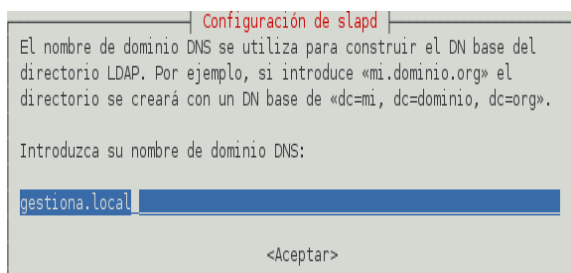 Configuración de slapd
El nombre de dominio DNS se utiliza para construir el DN base del
directorio LDAP. Por ejemplo, si introduce «mi.dominio.org» el
directorio se creará con un DN base de «dc=mi, dc=dominio, dc=org».
Introduzca su nombre de dominio DNS:
gestiona.local
<Aceptar>